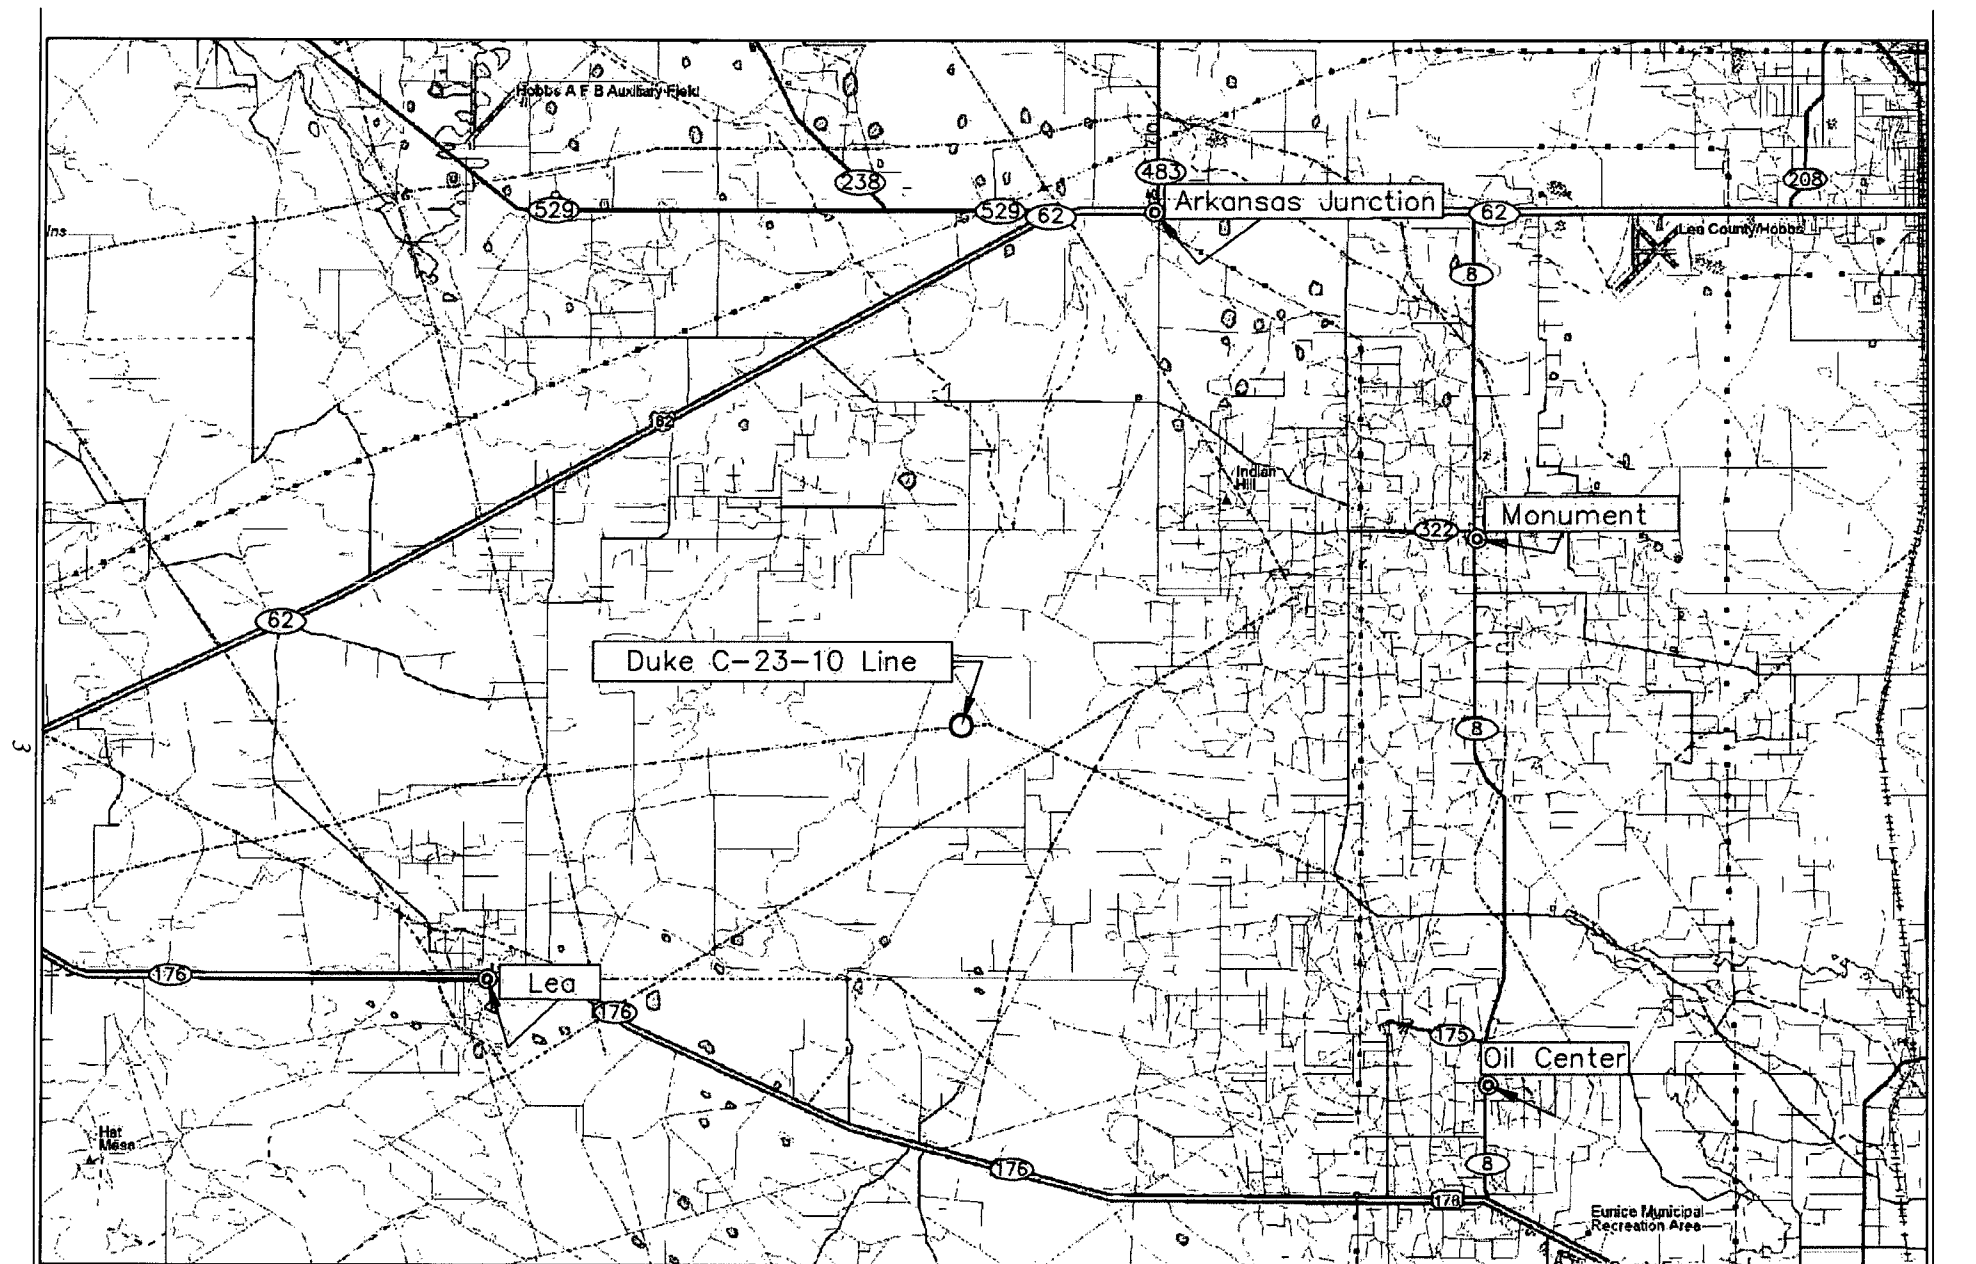 Hobbs A F B Auxiliary Field
238
483
208
529
529
62
Arkansas Junction
62
Lea County/Hobbs
8
62
Indian
Hill
Monument
322
62
Duke C-23-10 Line
8
3
176
Lea
176
175
Oil Center
Hat
Mesa
176
8
178
Eunice Municipal
Recreation Area